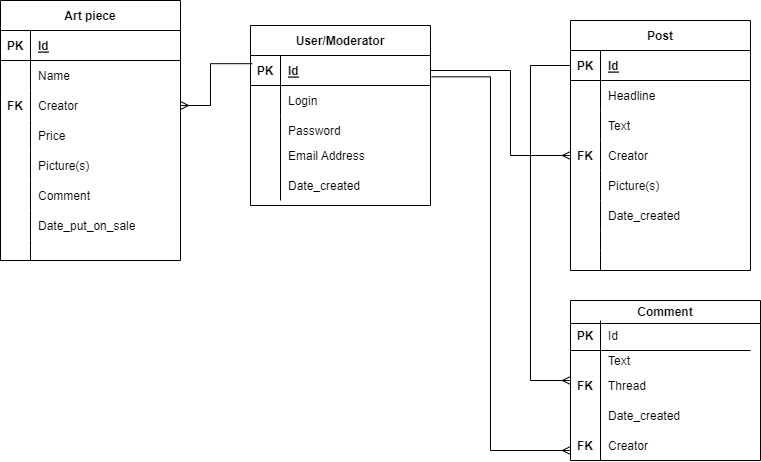 Art piece
PK Id
Name
FK Creator
Price
Picture(s)
Comment
Date_put_on_sale
User/Moderator
PK Id
Login
Password
Email Address
Date_created
Post
PK Id
Headline
Text
FK Creator
Picture(s)
Date_created
Comment
PK Id
Text
FK Thread
Date_created
FK Creator